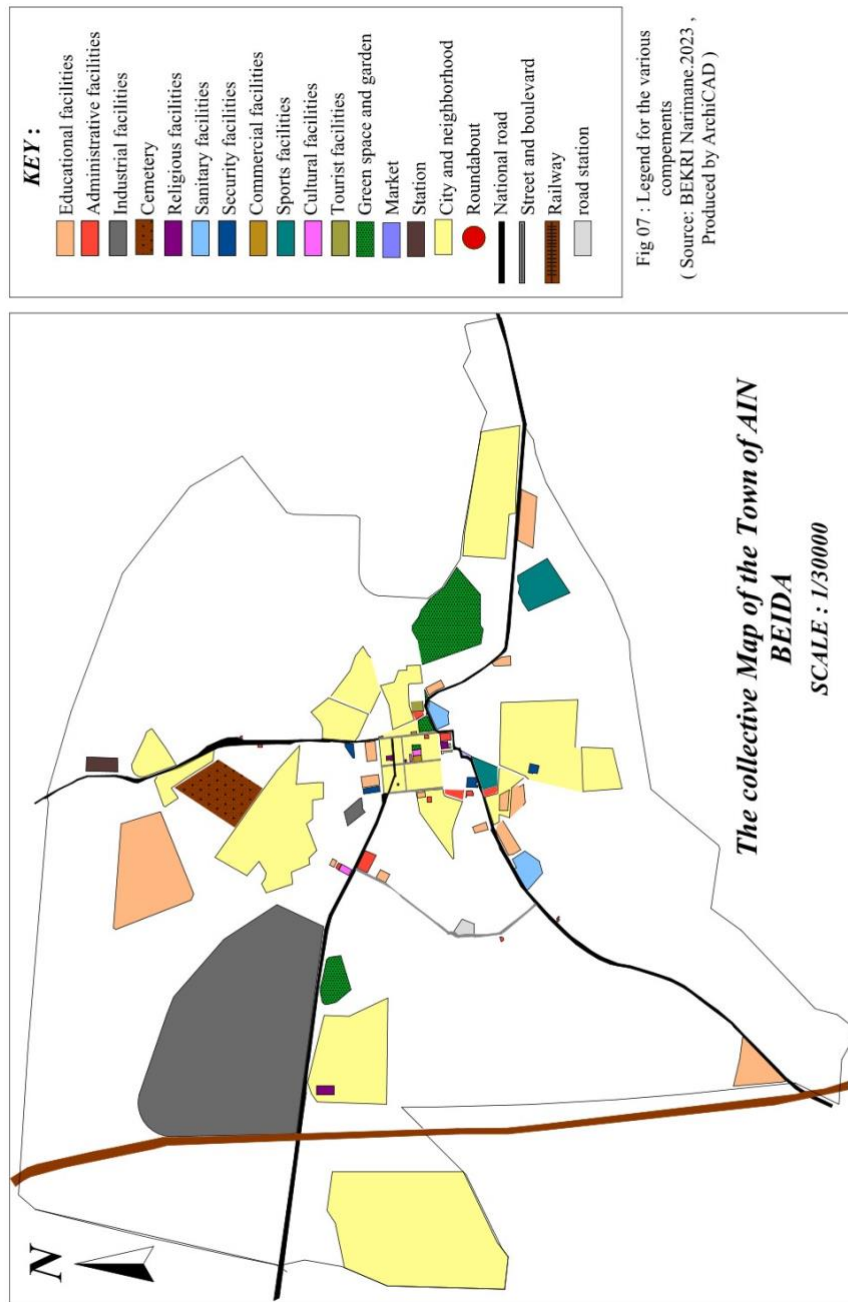 N
The collective Map of the Town of AIN
BEIDA
SCALE : 1/30000
KEY :
Educational facilities
Administrative facilities
Industrial facilities
Cemetery
Religious facilities
Sanitary facilities
Security facilities
Commercial facilities
Sports facilities
Cultural facilities
Tourist facilities
Green space and garden
Market
Station
City and neighborhood
Roundabout
National road
Street and boulevard
Railway
road station
Fig 07 : Legend for the various
compements
( Source: BEKRI Narimane.2023 ,
Produced by ArchiCAD )